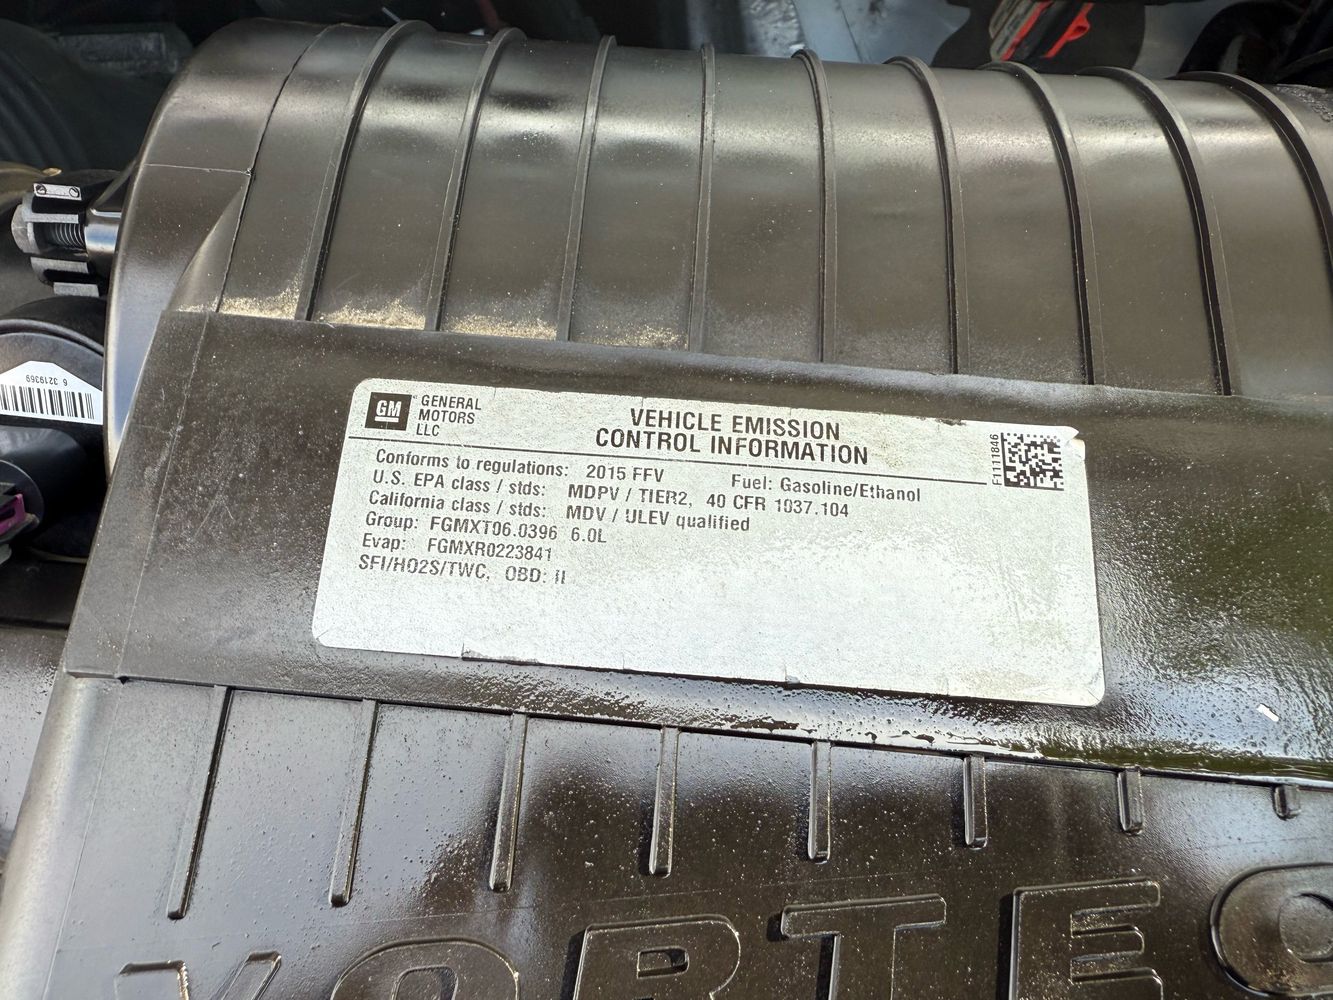 GM
GENERAL
MOTORS
LLC
VEHICLE EMISSION
CONTROL INFORMATION
F1111846
Conforms to regulations: 2015 FFV Fuel: Gasoline/Ethanol
U.S. EPA class / stds: MDPV / TIER2, 40 CFR 1037.104
California class / stds: MDV / ULEV qualified
Group: FGMXT06.0396 6.0L
Evap: FGMXR0223841
SFI/HO2S/TWC, OBD: II
6 3219369
VORTEC